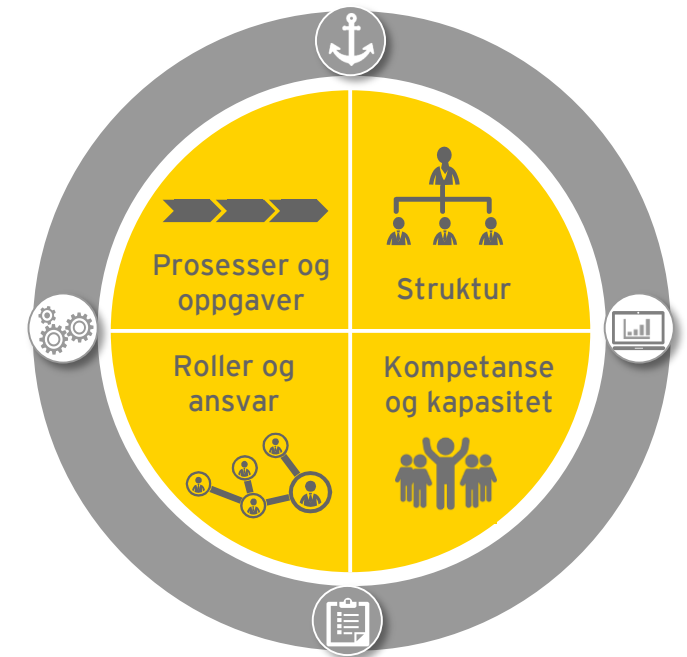 Prosesser og
oppgaver
Struktur
Roller og
ansvar
Kompetanse
og kapasitet